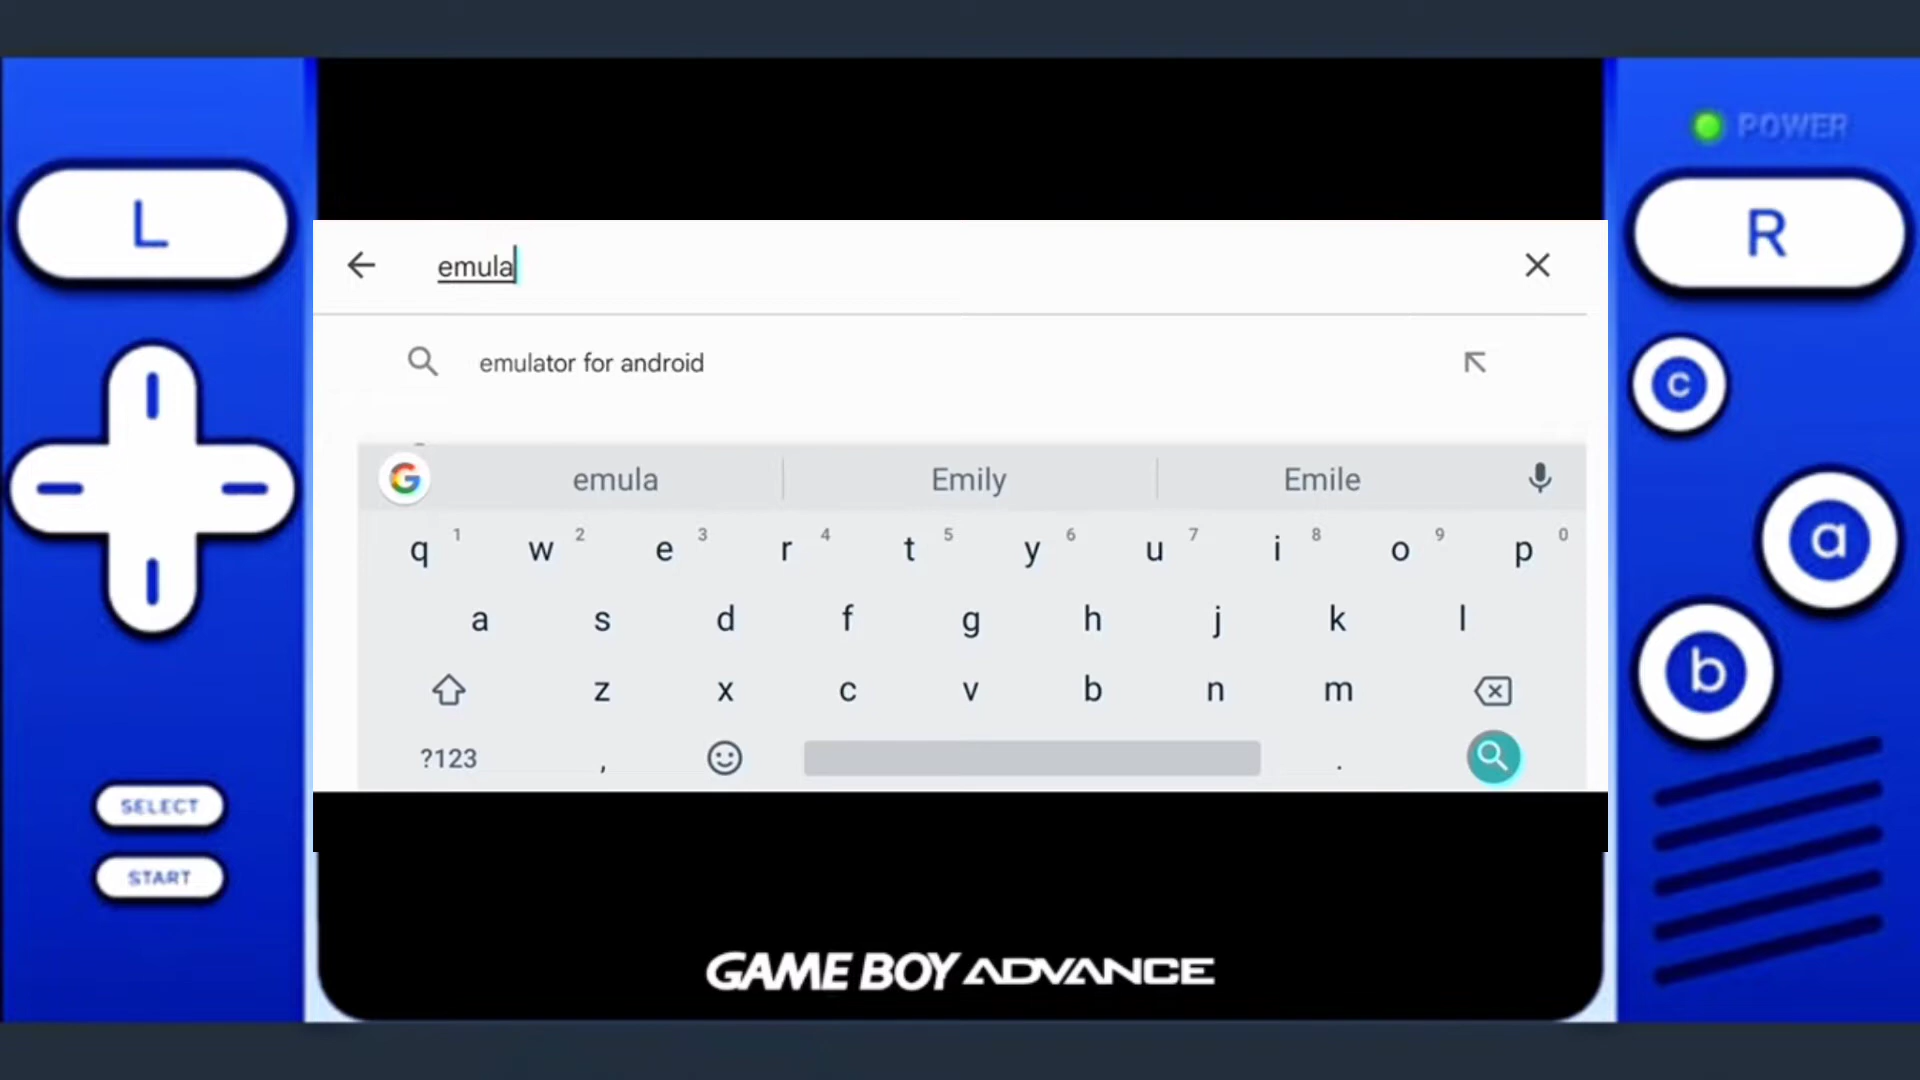 POWER
L
R
emula
emulator for android
c
emula Emily Emile
q 1 w 2 e 3 r 4 t 5 y 6 u 7 i 8 o 9 p 0
a s d f g h j k l
a
z x c v b n m
b
?123 , .
SELECT
START
GAME BOY ADVANCE